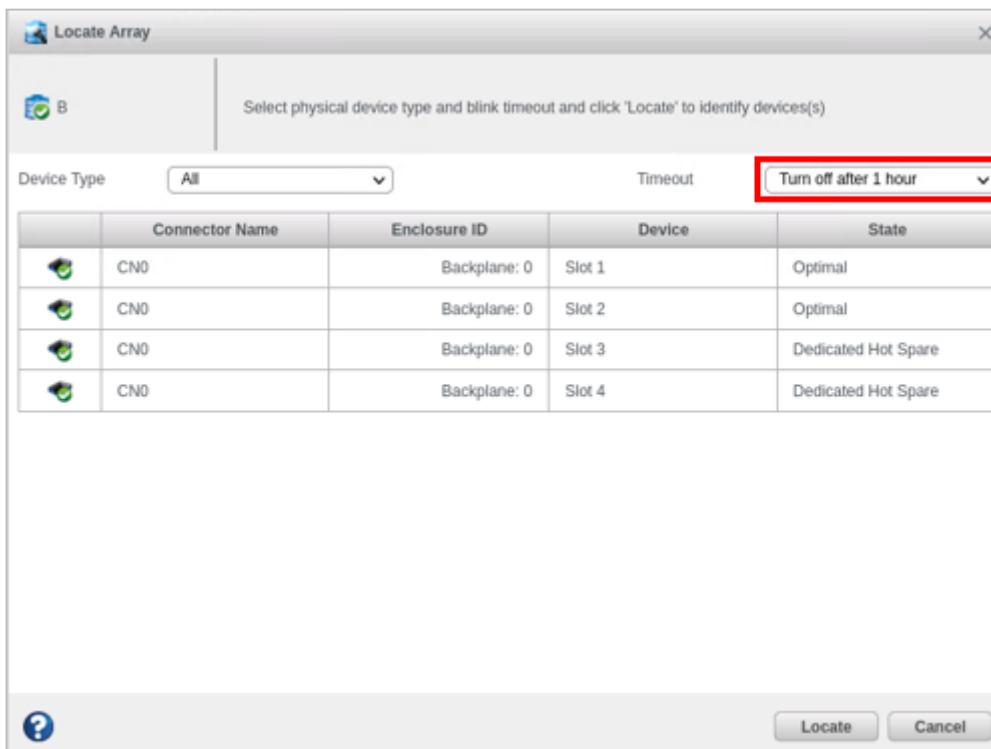 Locate Array
B
Select physical device type and blink timeout and click 'Locate' to identify devices(s)
Device Type All Timeout Turn off after 1 hour
Connector Name Enclosure ID Device State
CN0 Backplane: 0 Slot 1 Optimal
CN0 Backplane: 0 Slot 2 Optimal
CN0 Backplane: 0 Slot 3 Dedicated Hot Spare
CN0 Backplane: 0 Slot 4 Dedicated Hot Spare
? Locate Cancel